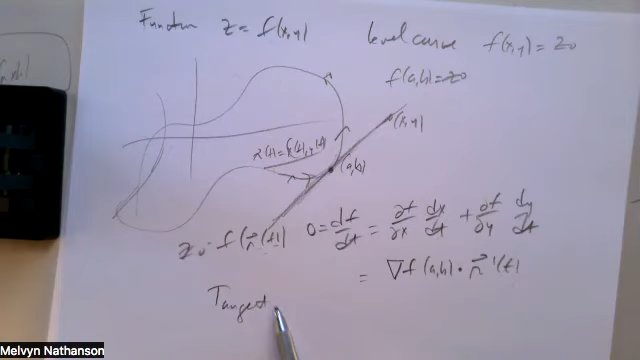 Function z = f(x,y) level curve f(x,y) = z₀
f(a,b) = z₀
(x,y)
r⃗(t) = (x(t), y(t))
(a,b)
z₀ = f(r⃗(t)) 0 = df/dt = ∂f/∂x dx/dt + ∂f/∂y dy/dt
= ∇f(a,b) · r⃗'(t)
Tangent
Melvyn Nathanson